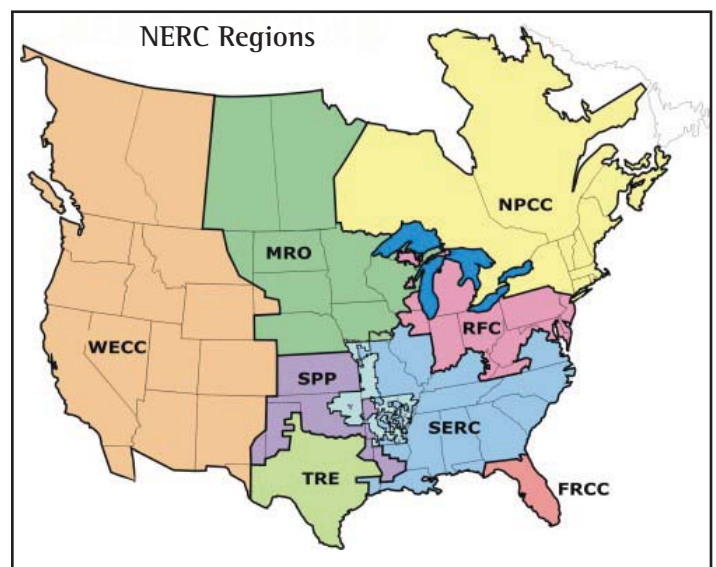 NERC Regions
NPCC
MRO
RFC
WECC
SPP
SERC
TRE
FRCC